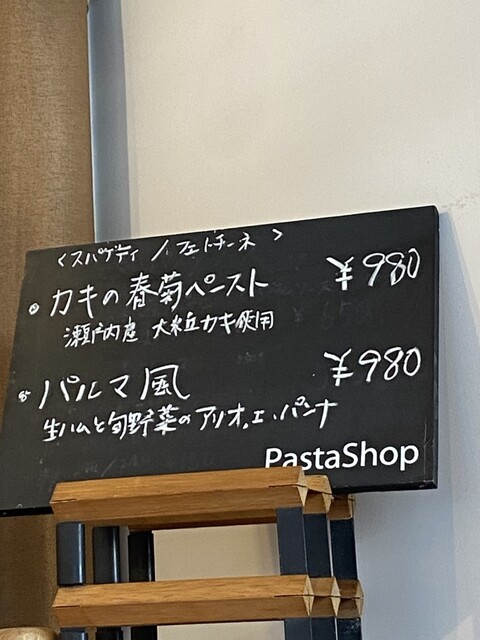 〈スパゲティ / フェトチーネ 〉
カキの春菊ペースト ¥980
瀬戸内産 大粒カキ使用
パルマ風 ¥980
生ハムと旬野菜のアリオ.エ.パンナ
PastaShop